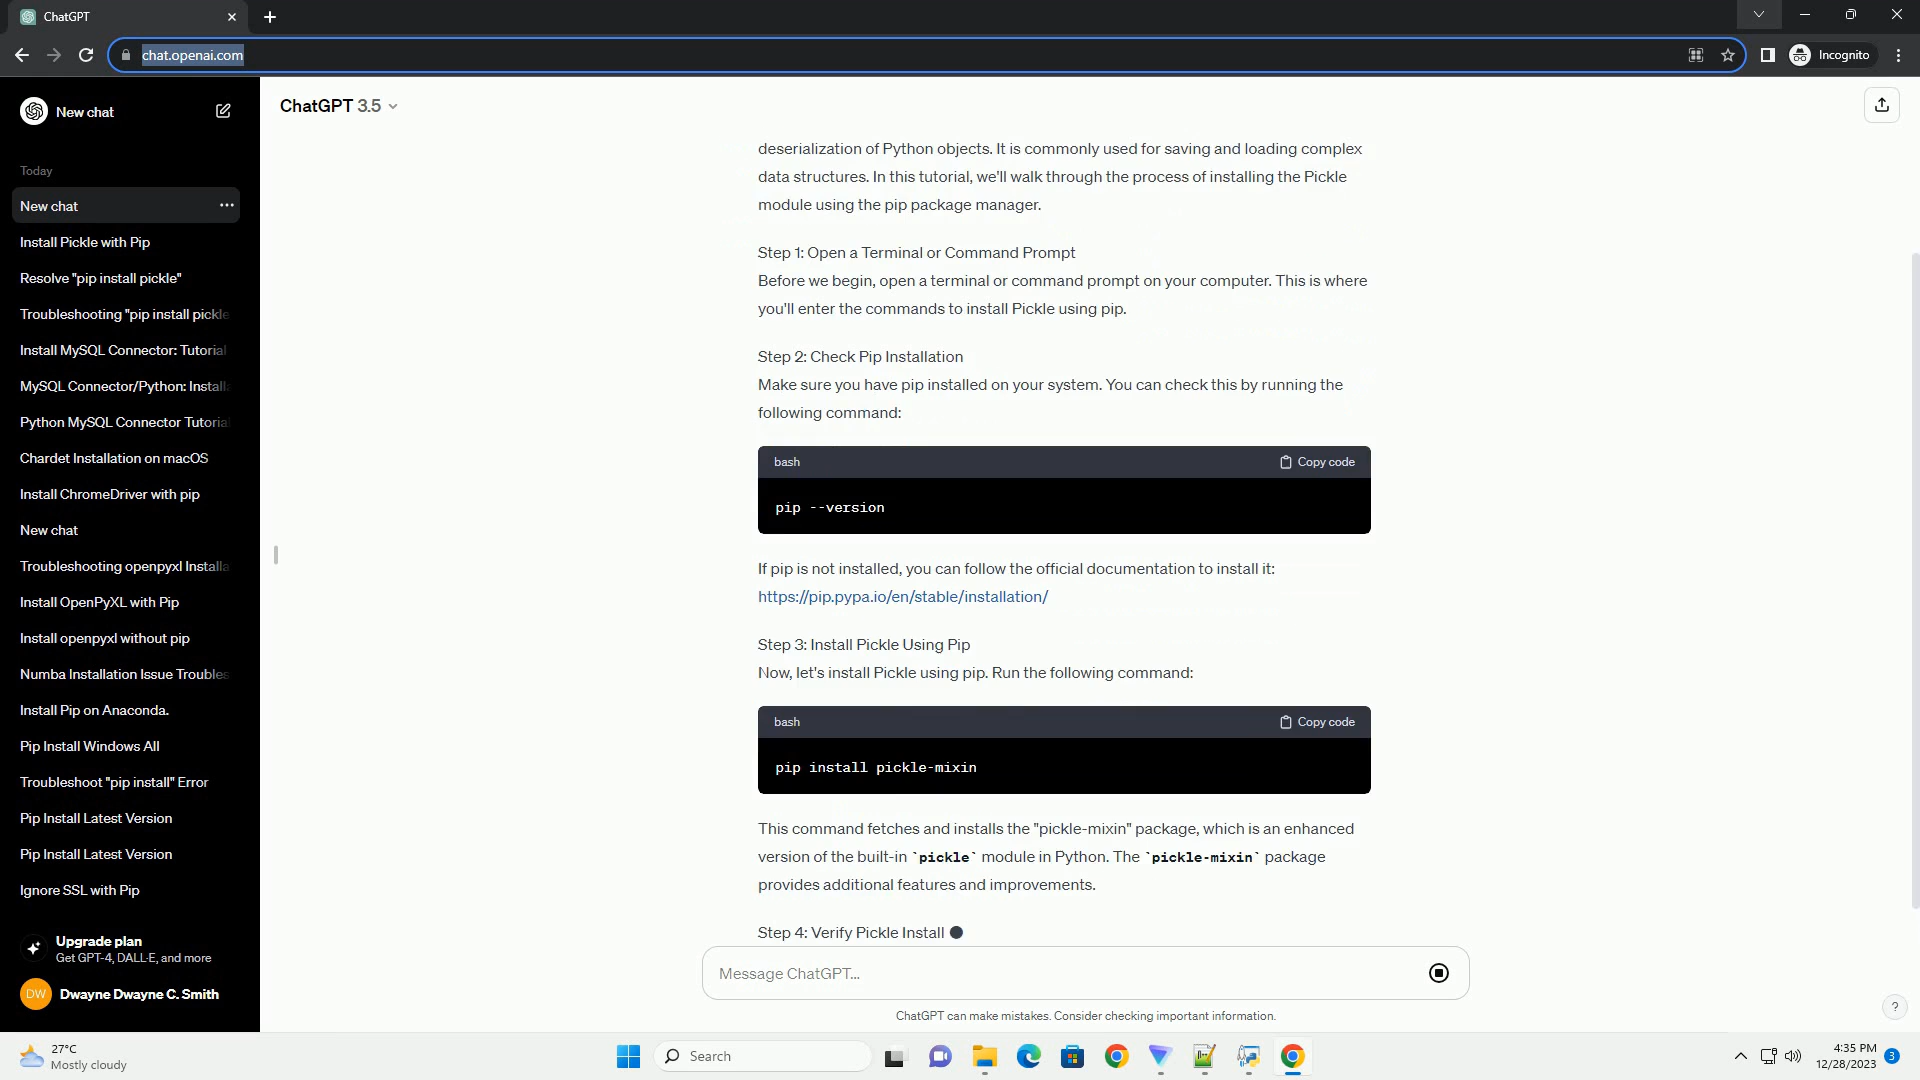 ChatGPT
chat.openai.com
Incognito
New chat
Today
New chat
Install Pickle with Pip
Resolve "pip install pickle"
Troubleshooting "pip install pickle
Install MySQL Connector: Tutorial
MySQL Connector/Python: Install
Python MySQL Connector Tutorial
Chardet Installation on macOS
Install ChromeDriver with pip
New chat
Troubleshooting openpyxl Installa
Install OpenPyXL with Pip
Install openpyxl without pip
Numba Installation Issue Troubles
Install Pip on Anaconda.
Pip Install Windows All
Troubleshoot "pip install" Error
Pip Install Latest Version
Pip Install Latest Version
Ignore SSL with Pip
Upgrade plan
Get GPT-4, DALL·E, and more
DW Dwayne Dwayne C. Smith
ChatGPT 3.5
deserialization of Python objects. It is commonly used for saving and loading complex
data structures. In this tutorial, we'll walk through the process of installing the Pickle
module using the pip package manager.
Step 1: Open a Terminal or Command Prompt
Before we begin, open a terminal or command prompt on your computer. This is where
you'll enter the commands to install Pickle using pip.
Step 2: Check Pip Installation
Make sure you have pip installed on your system. You can check this by running the
following command:
bash Copy code
pip --version
If pip is not installed, you can follow the official documentation to install it:
https://pip.pypa.io/en/stable/installation/
Step 3: Install Pickle Using Pip
Now, let's install Pickle using pip. Run the following command:
bash Copy code
pip install pickle-mixin
This command fetches and installs the "pickle-mixin" package, which is an enhanced
version of the built-in `pickle` module in Python. The `pickle-mixin` package
provides additional features and improvements.
Step 4: Verify Pickle Install
Message ChatGPT...
ChatGPT can make mistakes. Consider checking important information.
?
27°C
Mostly cloudy
Search
4:35 PM
12/28/2023
3